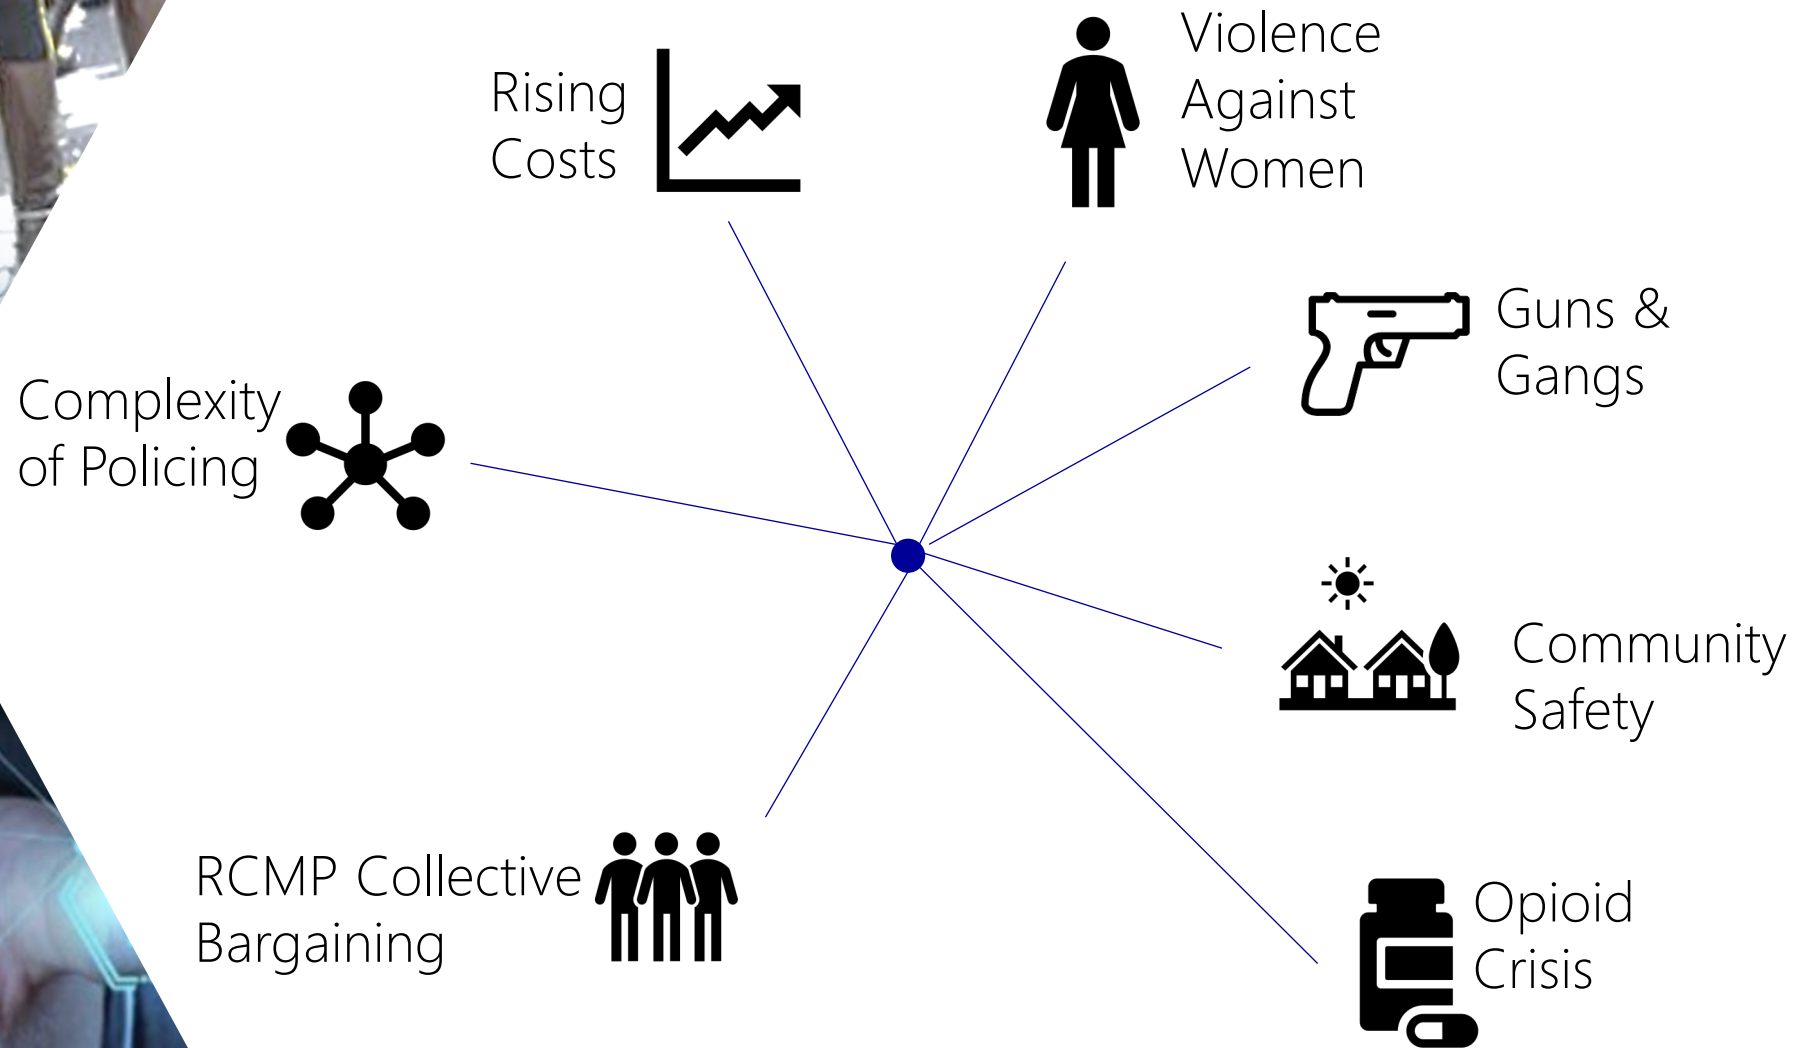 Rising
Costs
Violence
Against
Women
Guns &
Gangs
Complexity
of Policing
Community
Safety
RCMP Collective
Bargaining
Opioid
Crisis